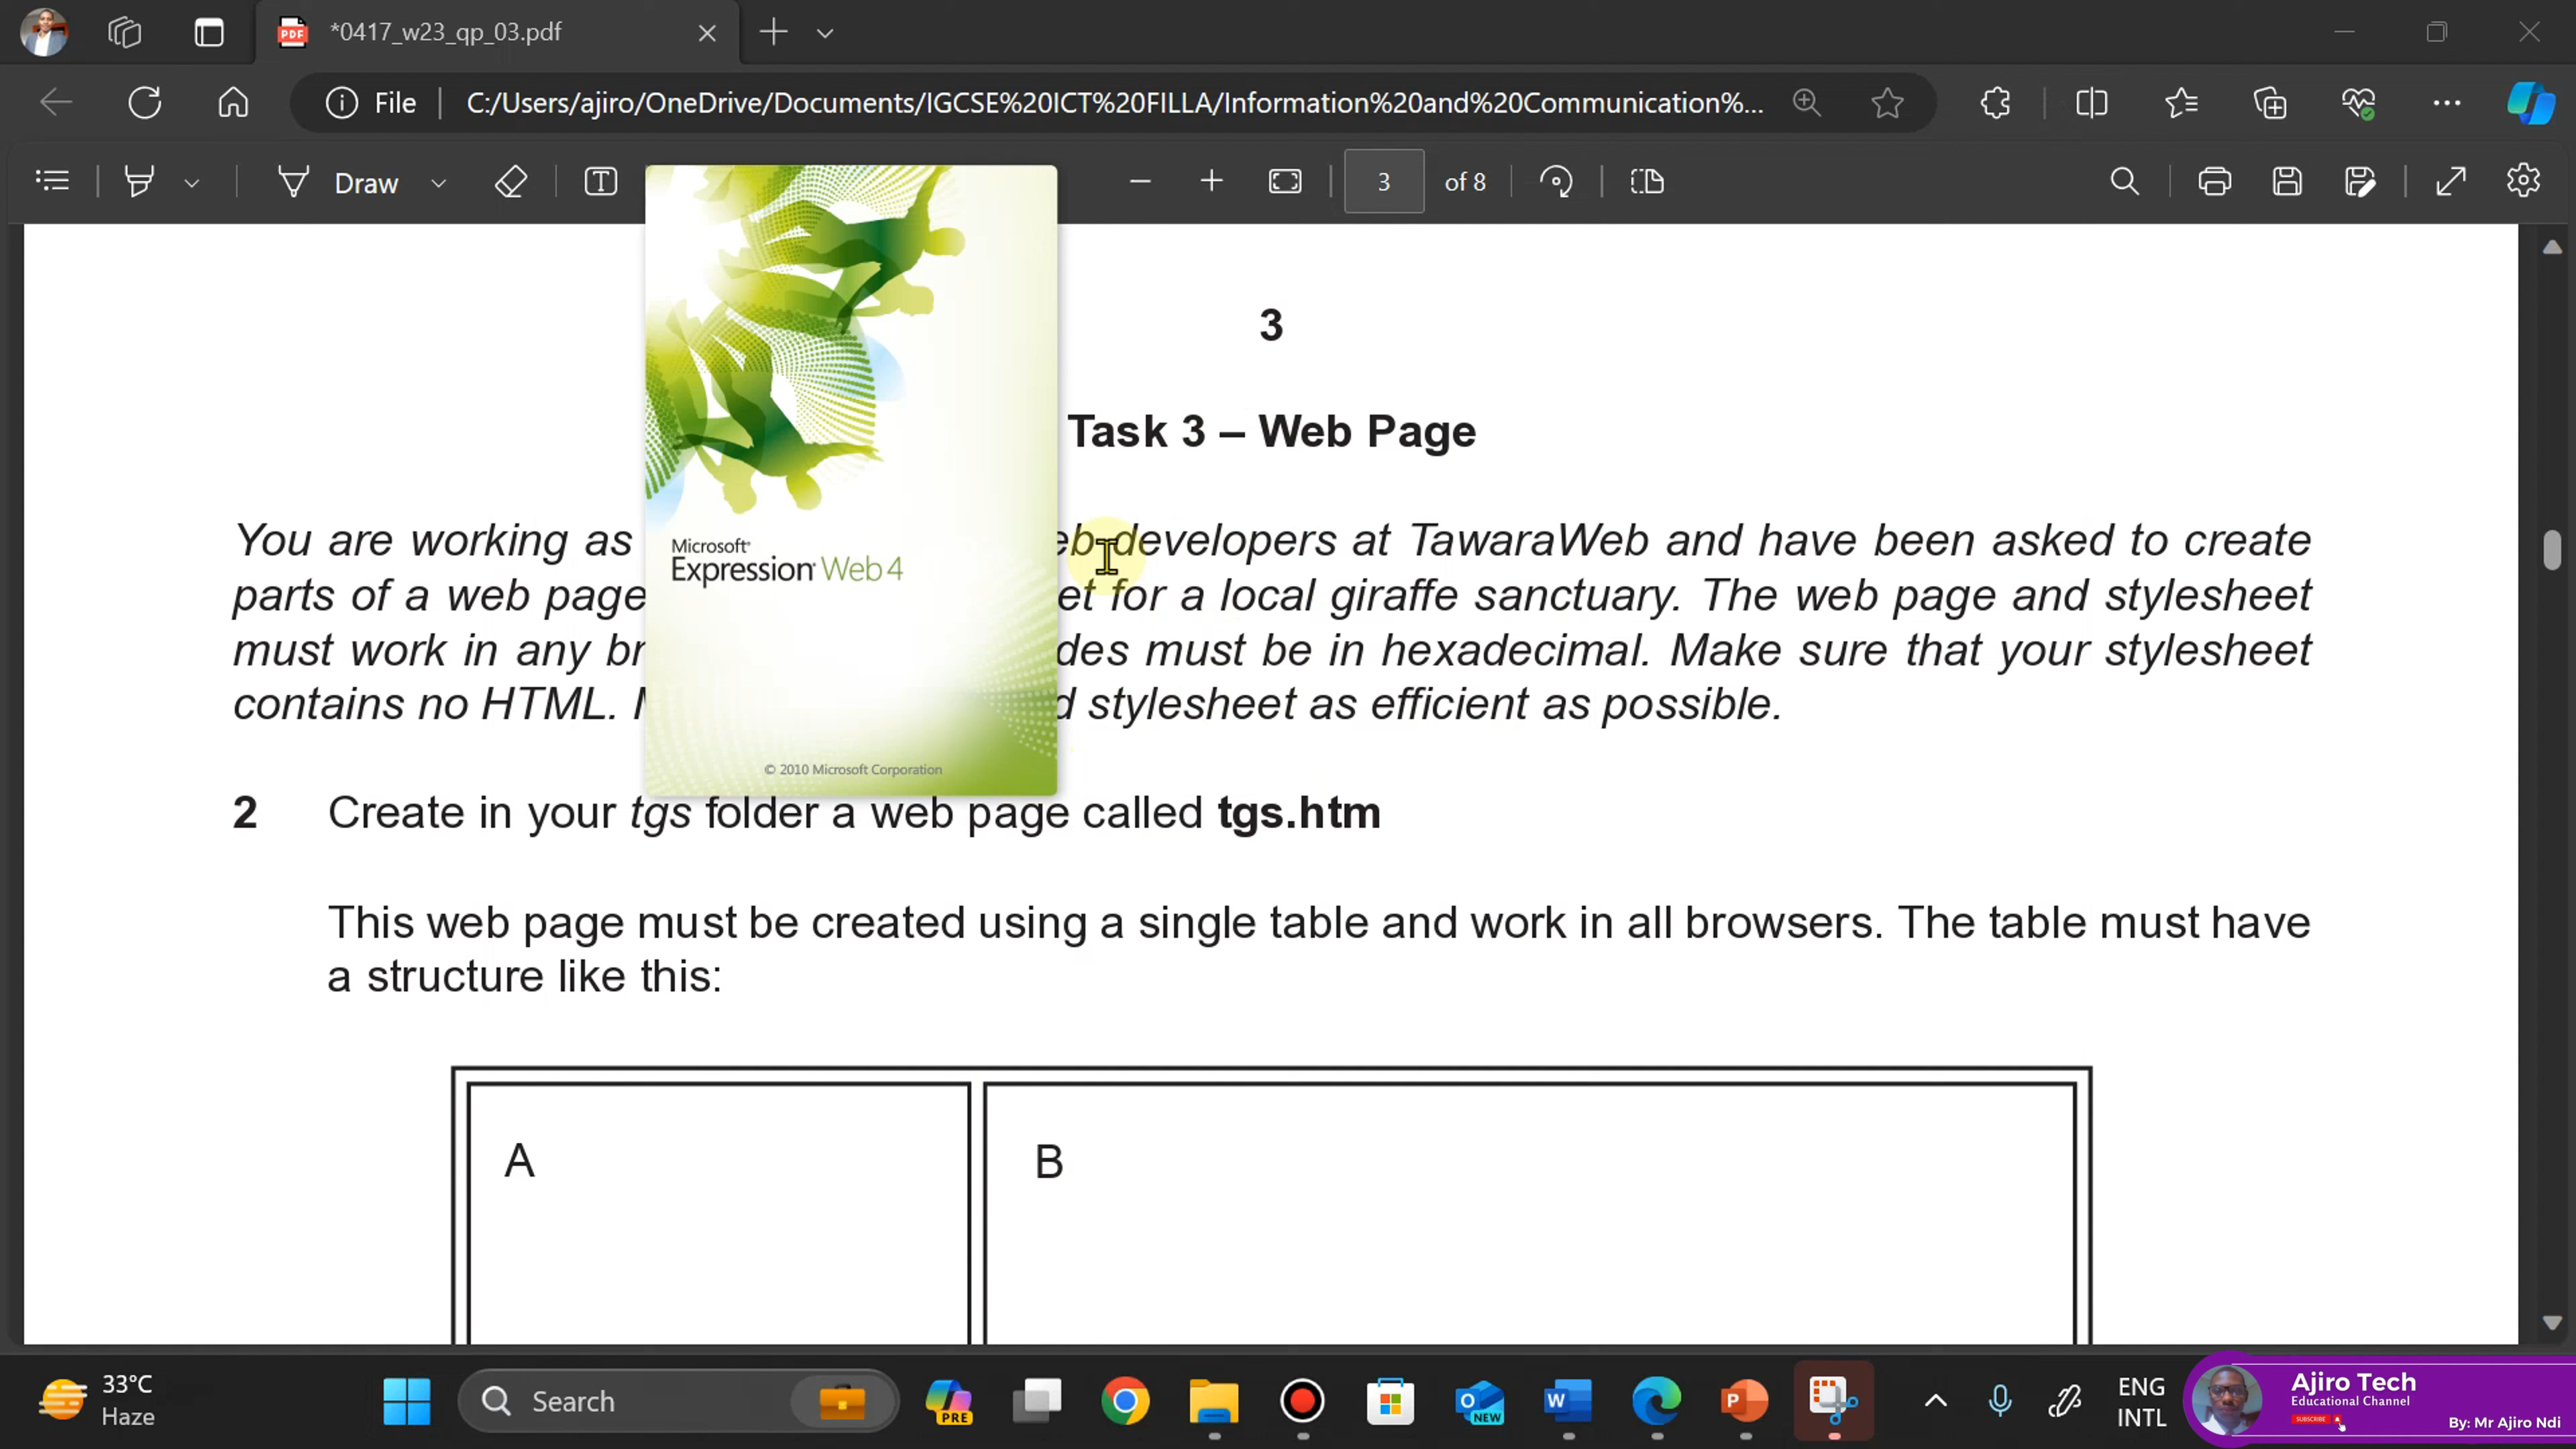 *0417_w23_qp_03.pdf
File
C:/Users/ajiro/OneDrive/Documents/IGCSE%20ICT%20FILLA/Information%20and%20Communication%...
Draw
3 of 8
3
Task 3 – Web Page
You are working as eb developers at TawaraWeb and have been asked to create
parts of a web page et for a local giraffe sanctuary. The web page and stylesheet
must work in any br des must be in hexadecimal. Make sure that your stylesheet
contains no HTML. M d stylesheet as efficient as possible.
Microsoft®
Expression® Web 4
© 2010 Microsoft Corporation
2 Create in your tgs folder a web page called tgs.htm
This web page must be created using a single table and work in all browsers. The table must have
a structure like this:
A B
33°C
Haze
Search
PRE
NEW
ENG
INTL
Ajiro Tech
Educational Channel
SUBSCRIBE
By: Mr Ajiro Ndi